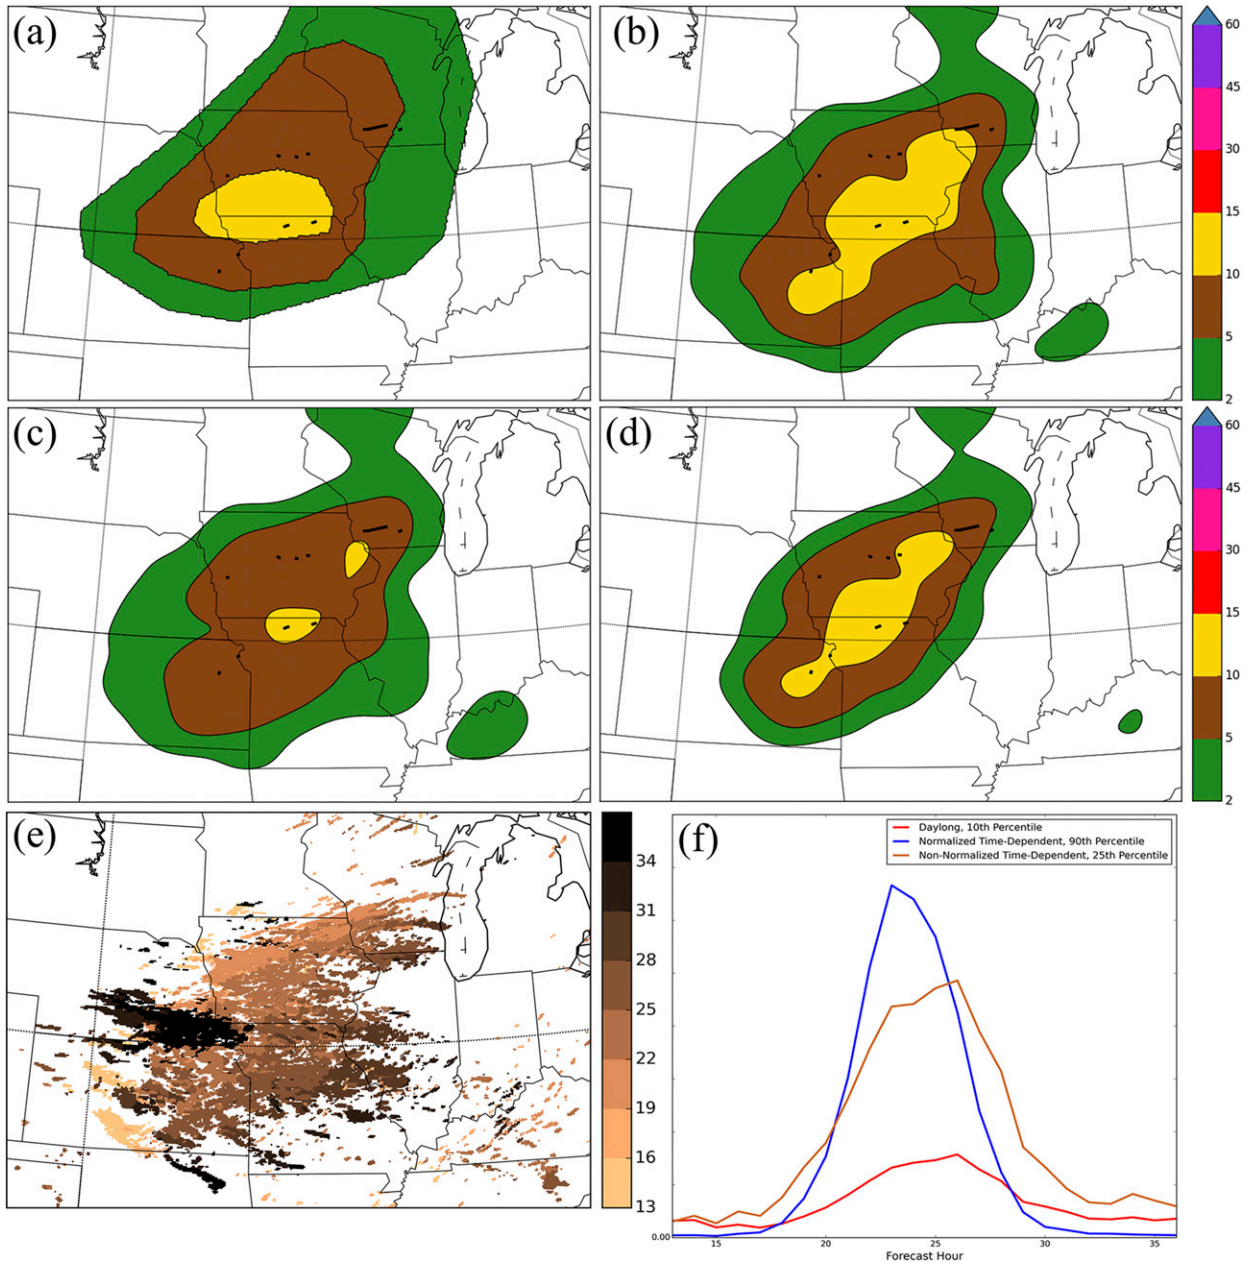 (a)
(b)
60
45
30
15
10
5
2
(c)
(d)
60
45
30
15
10
5
2
(e)
34
31
28
25
22
19
16
13
(f)
Daylong, 10th Percentile
Normalized Time-Dependent, 90th Percentile
Non-Normalized Time-Dependent, 25th Percentile
0.00
15
20
25
30
35
Forecast Hour